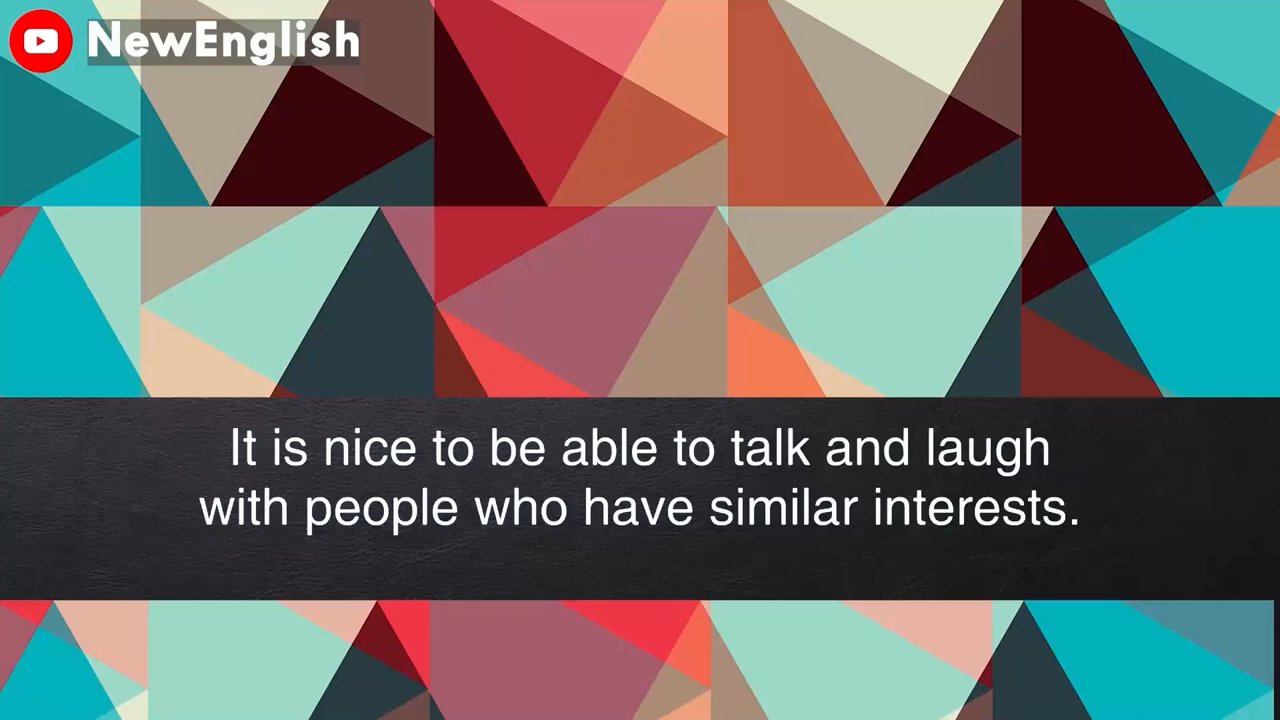 NewEnglish
It is nice to be able to talk and laugh
with people who have similar interests.